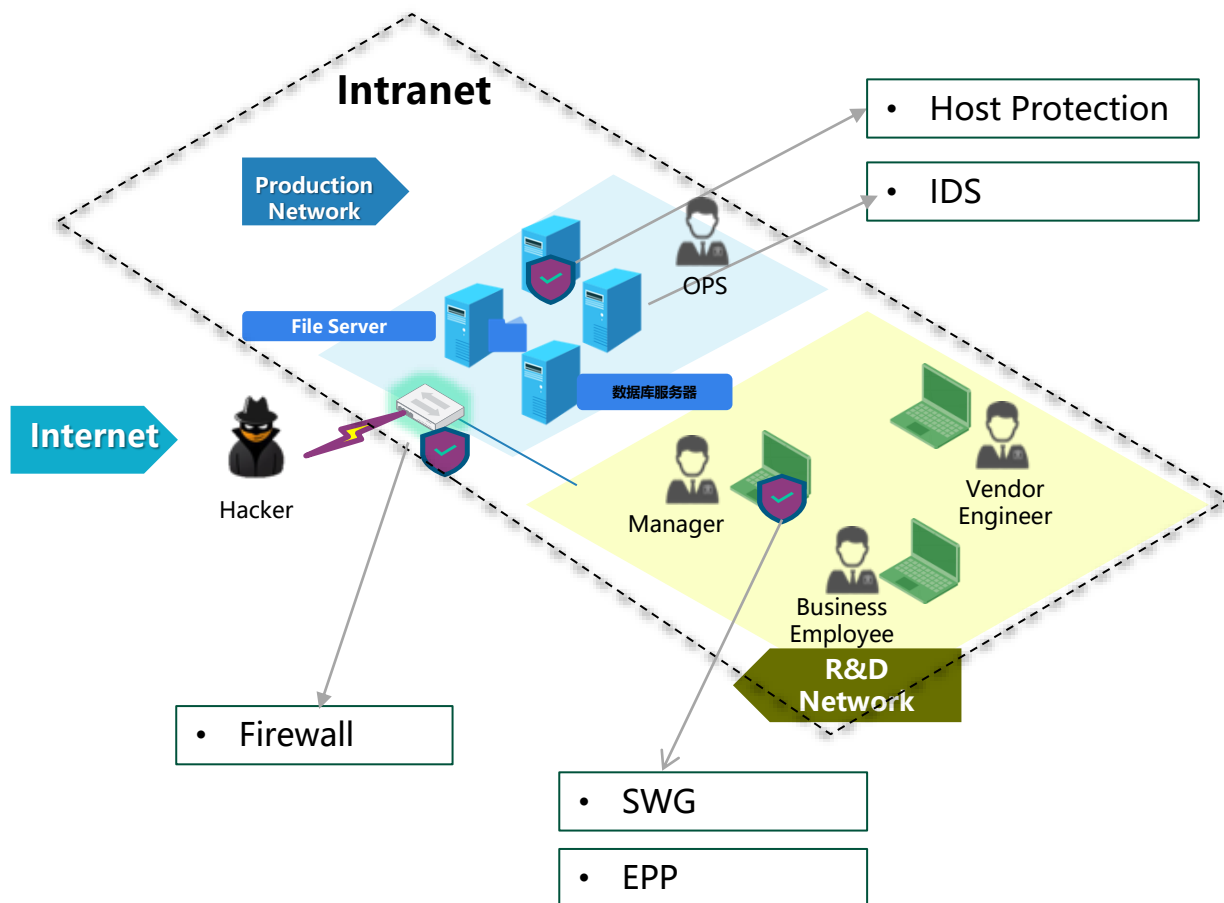 Intranet
• Host Protection
Production
Network
• IDS
OPS
File Server
数据库服务器
Internet
Hacker
Manager
Vendor
Engineer
Business
Employee
R&D
Network
• Firewall
• SWG
• EPP